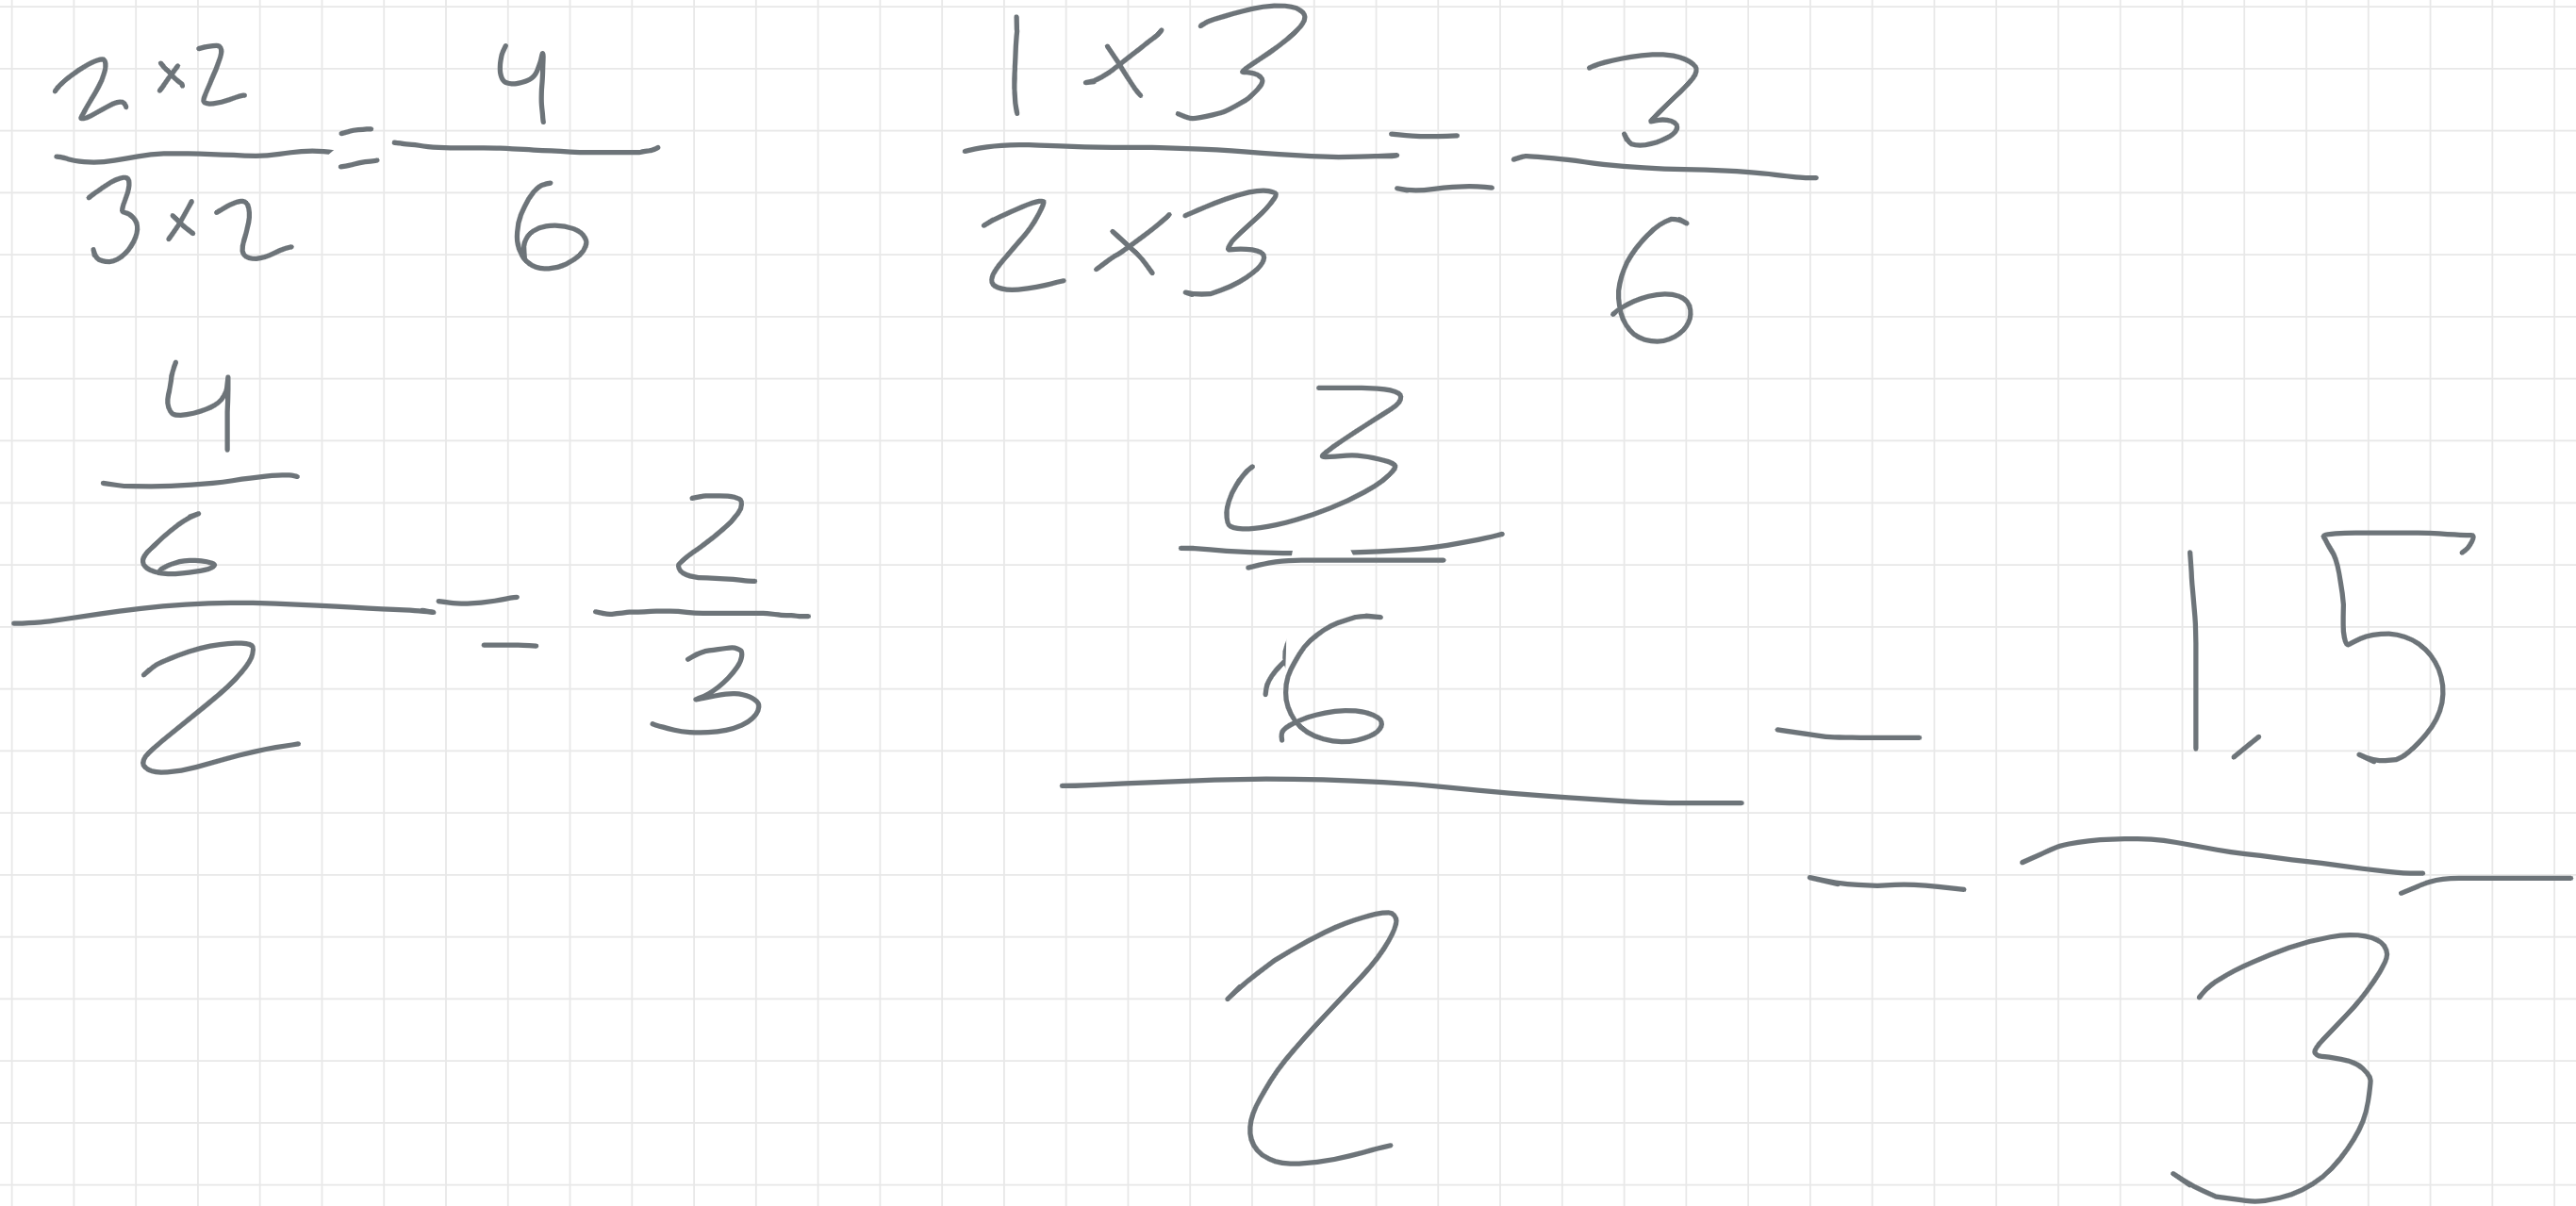 2×2/3×2 = 4/6    1×3/2×3 = 3/6
4/6/2 = 2/3    3/6/2 = 1,5/3